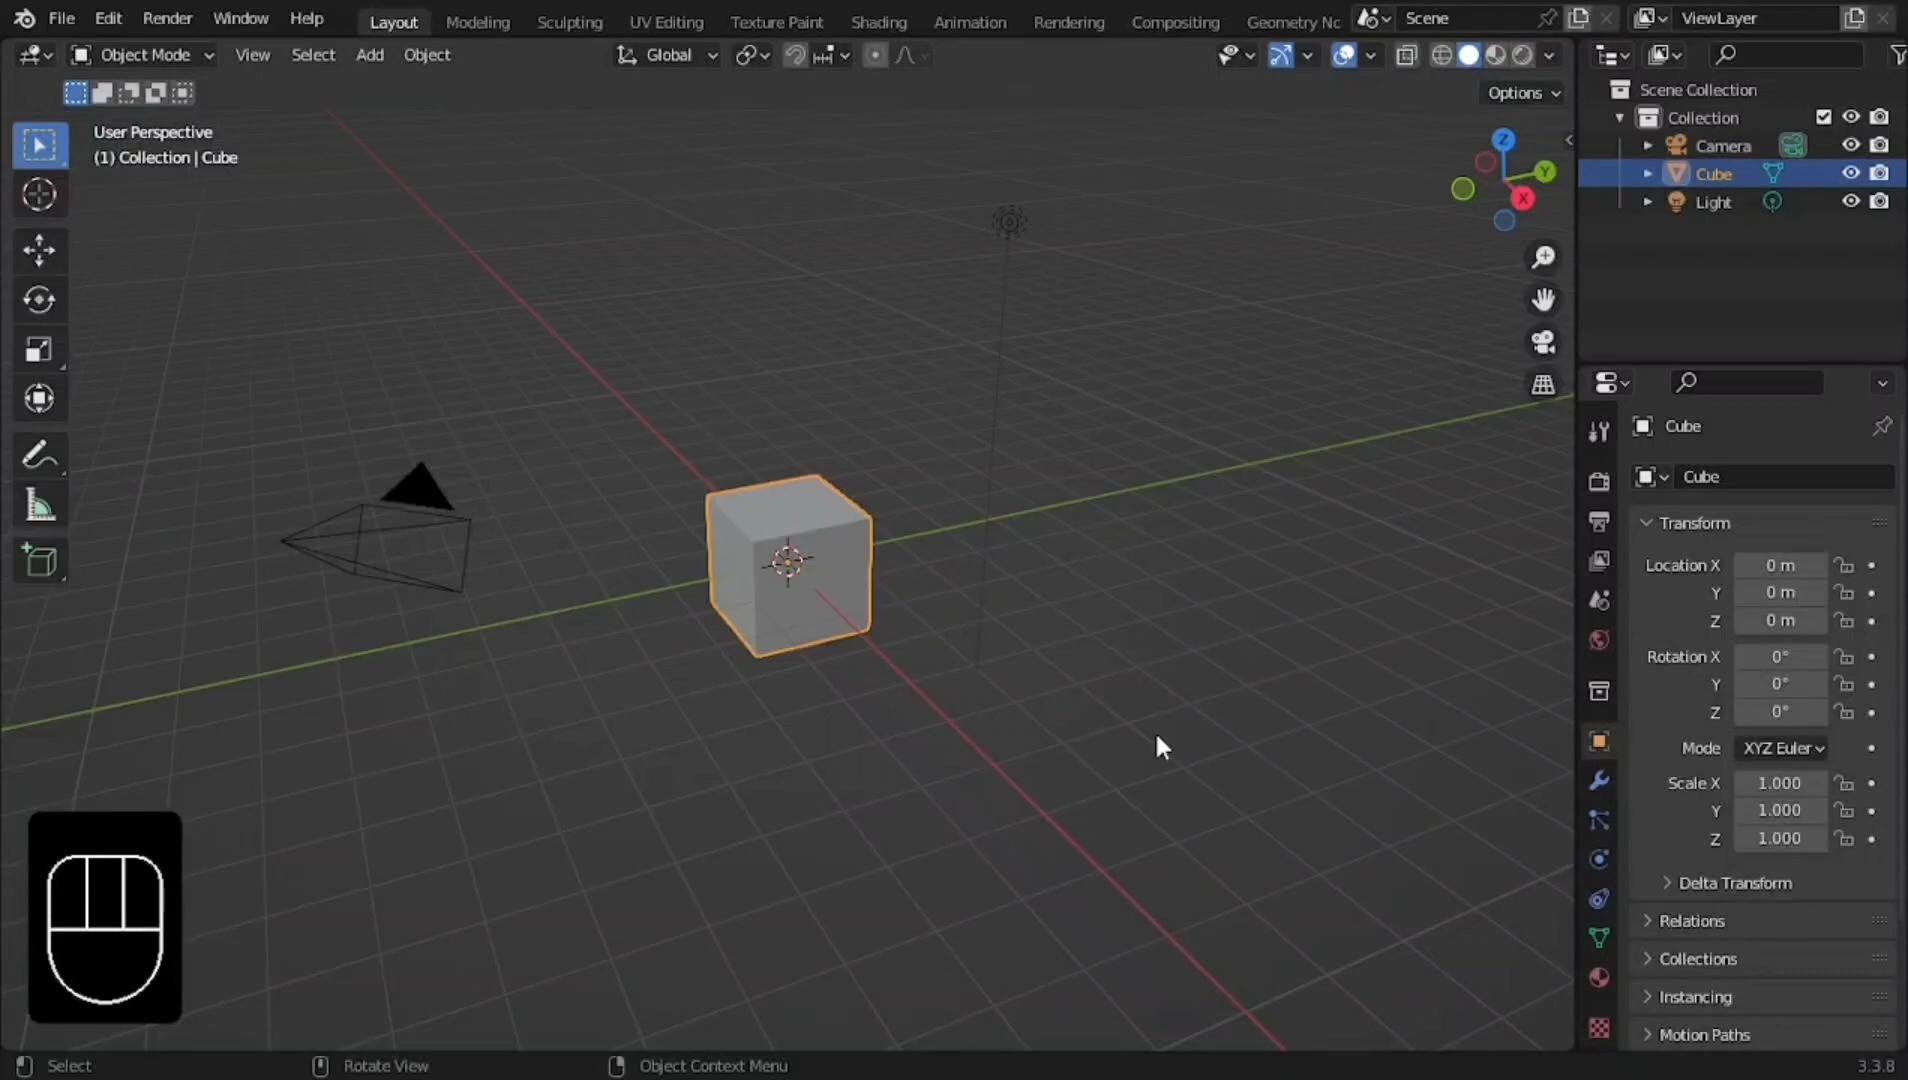 File Edit Render Window Help Layout Modeling Sculpting UV Editing Texture Paint Shading Animation Rendering Compositing Geometry Nc Scene ViewLayer
Object Mode View Select Add Object Global
Options
User Perspective
(1) Collection | Cube
Z
Y
X
Scene Collection
Collection
Camera
Cube
Light
Cube
Cube
Transform
Location X 0 m
Y 0 m
Z 0 m
Rotation X 0°
Y 0°
Z 0°
Mode XYZ Euler
Scale X 1.000
Y 1.000
Z 1.000
Delta Transform
Relations
Collections
Instancing
Motion Paths
Select Rotate View Object Context Menu 3.3.8